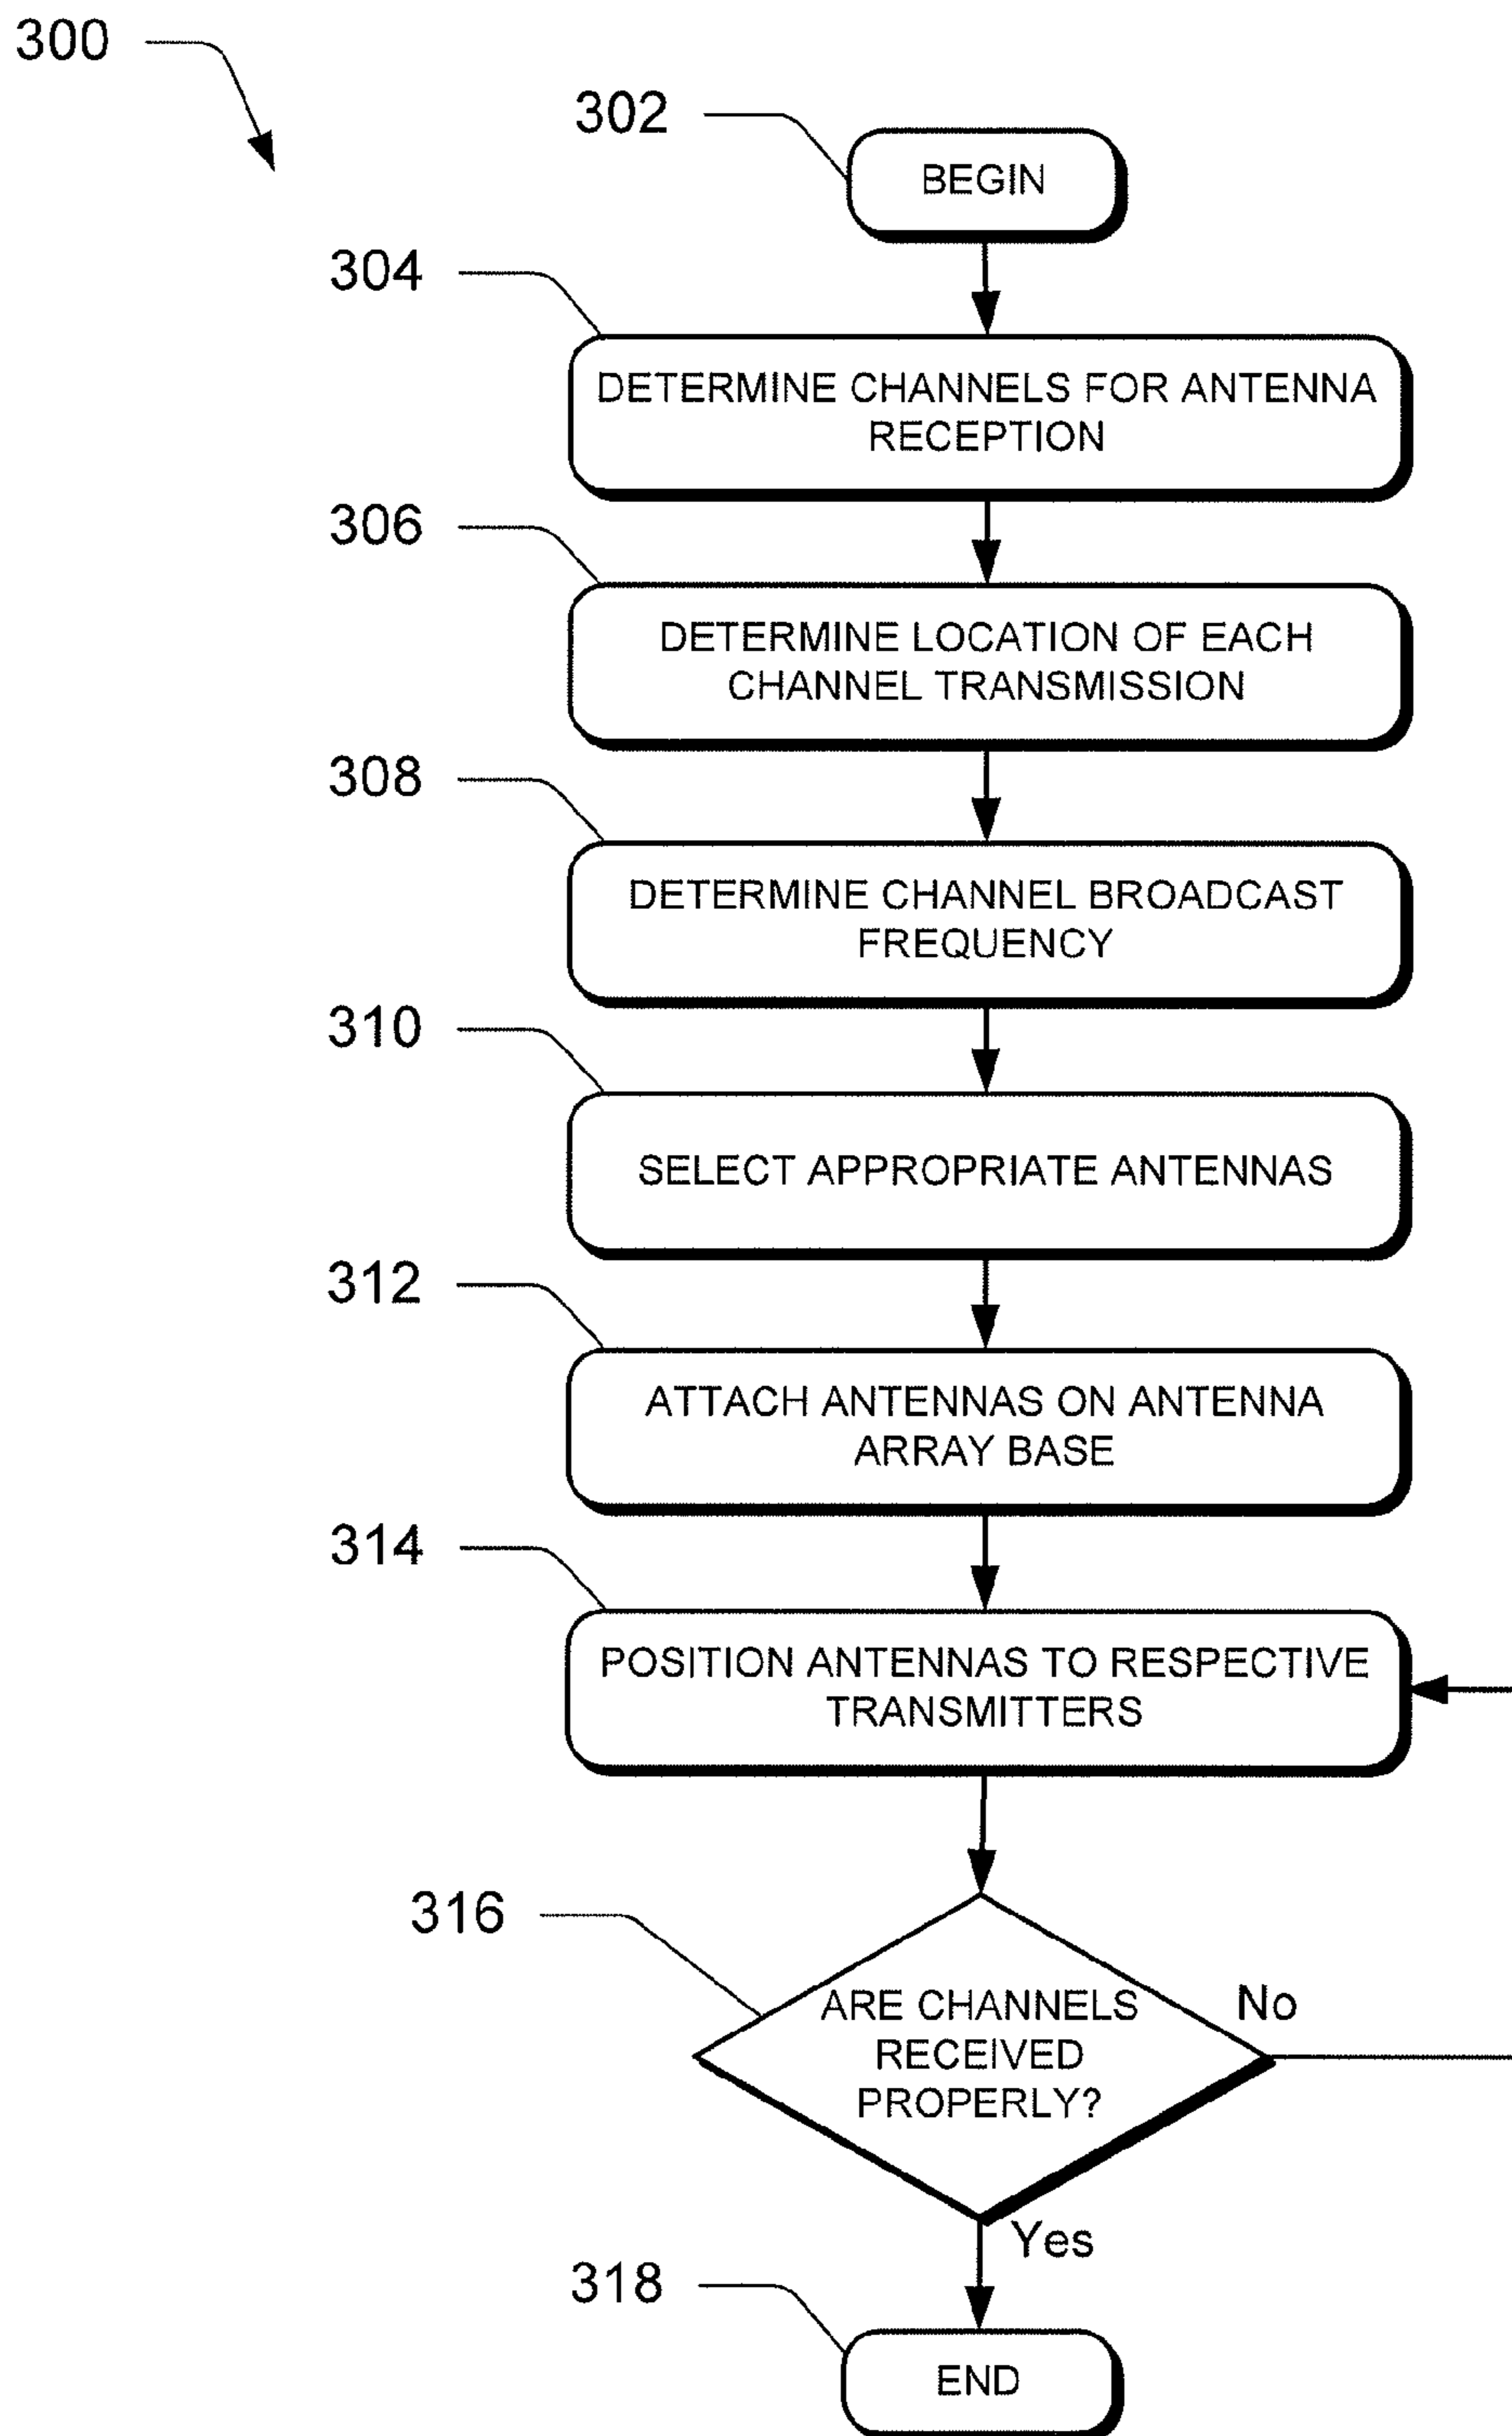 300
302
BEGIN
304
DETERMINE CHANNELS FOR ANTENNA
RECEPTION
306
DETERMINE LOCATION OF EACH
CHANNEL TRANSMISSION
308
DETERMINE CHANNEL BROADCAST
FREQUENCY
310
SELECT APPROPRIATE ANTENNAS
312
ATTACH ANTENNAS ON ANTENNA
ARRAY BASE
314
POSITION ANTENNAS TO RESPECTIVE
TRANSMITTERS
316
ARE CHANNELS
RECEIVED
PROPERLY?
No
Yes
318
END